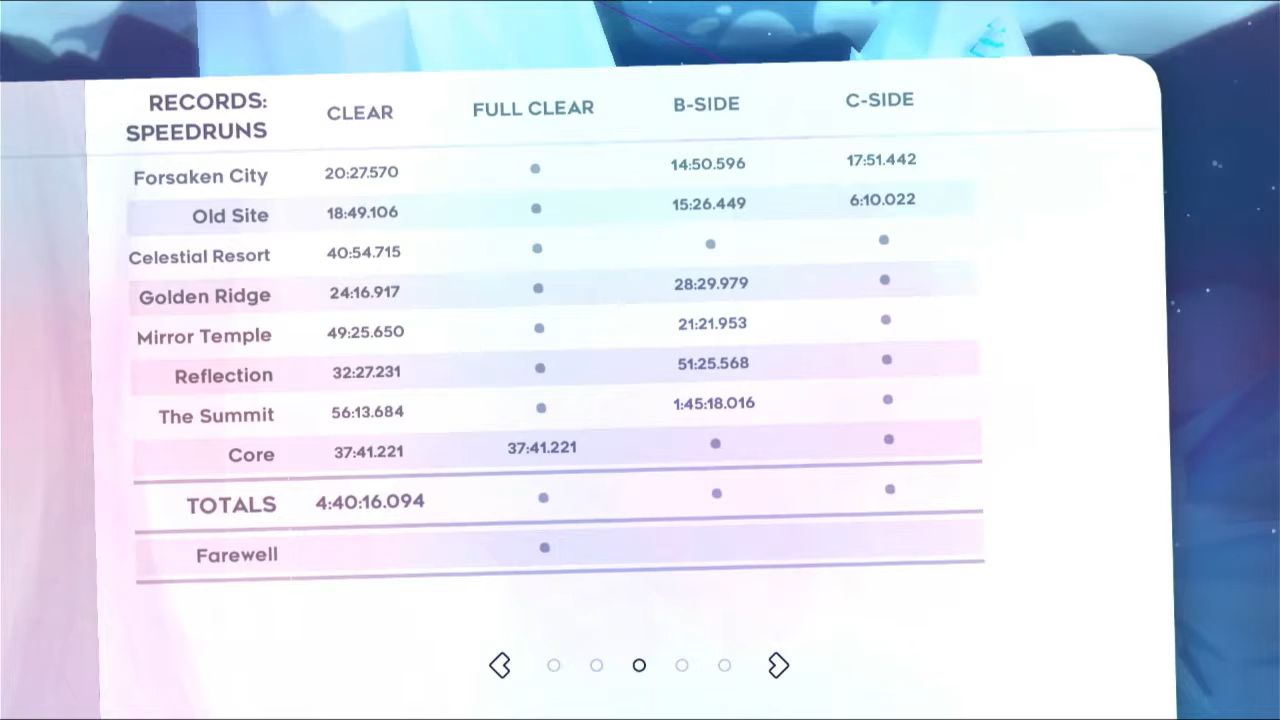 RECORDS:
SPEEDRUNS CLEAR FULL CLEAR B-SIDE C-SIDE
Forsaken City 20:27.570 14:50.596 17:51.442
Old Site 18:49.106 15:26.449 6:10.022
Celestial Resort 40:54.715
Golden Ridge 24:16.917 28:29.979
Mirror Temple 49:25.650 21:21.953
Reflection 32:27.231 51:25.568
The Summit 56:13.684 1:45:18.016
Core 37:41.221 37:41.221
TOTALS 4:40:16.094
Farewell